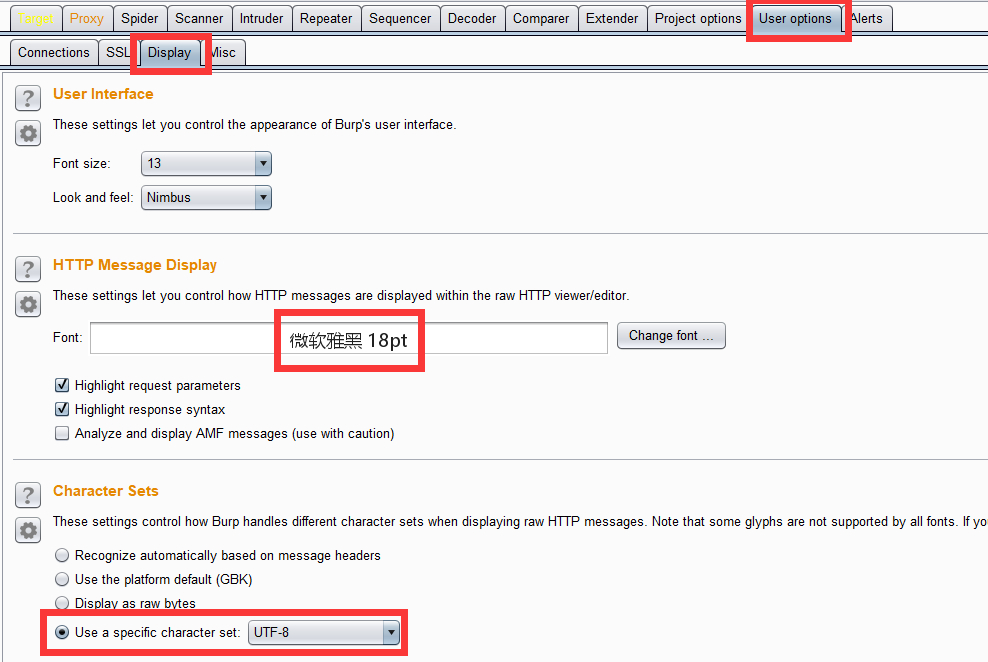 Target Proxy Spider Scanner Intruder Repeater Sequencer Decoder Comparer Extender Project options User options Alerts
Connections SSL Display Misc
User Interface
These settings let you control the appearance of Burp's user interface.
Font size: 13
Look and feel: Nimbus
HTTP Message Display
These settings let you control how HTTP messages are displayed within the raw HTTP viewer/editor.
Font: 微软雅黑 18pt Change font ...
Highlight request parameters
Highlight response syntax
Analyze and display AMF messages (use with caution)
Character Sets
These settings control how Burp handles different character sets when displaying raw HTTP messages. Note that some glyphs are not supported by all fonts. If you
Recognize automatically based on message headers
Use the platform default (GBK)
Display as raw bytes
Use a specific character set: UTF-8